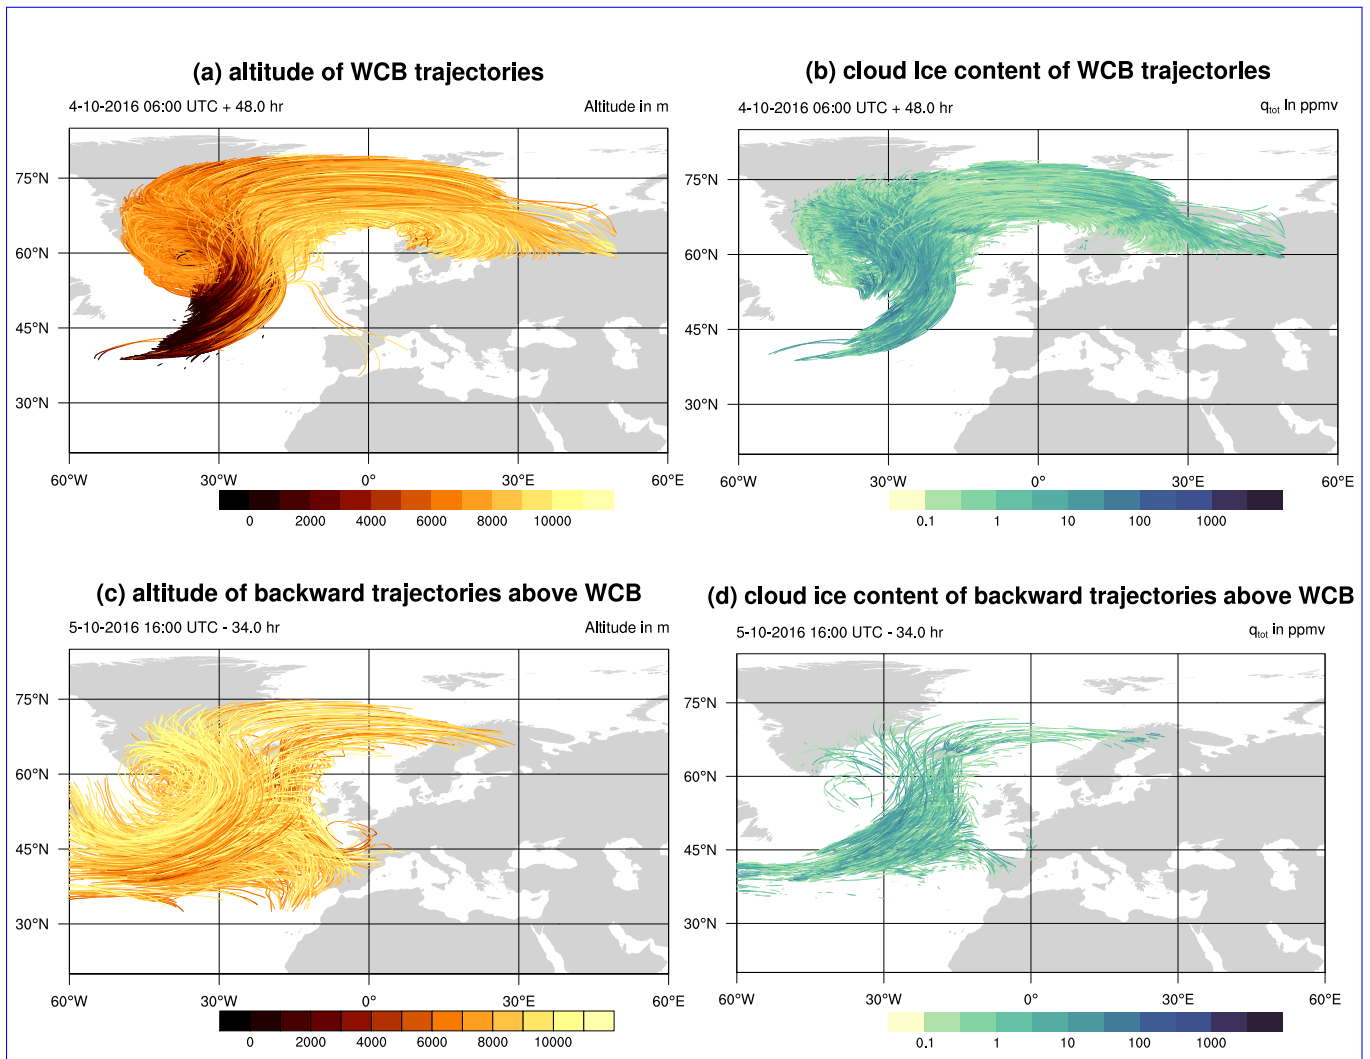 (a) altitude of WCB trajectories
4-10-2016 06:00 UTC + 48.0 hr Altitude in m
75°N
60°N
45°N
30°N
60°W 30°W 0° 30°E 60°E
0 2000 4000 6000 8000 10000
(b) cloud Ice content of WCB trajectorles
4-10-2016 06:00 UTC + 48.0 hr qtot In ppmv
75°N
60°N
45°N
30°N
60°W 30°W 0° 30°E 60°E
0.1 1 10 100 1000
(c) altitude of backward trajectories above WCB
5-10-2016 16:00 UTC - 34.0 hr Altitude in m
75°N
60°N
45°N
30°N
60°W 30°W 0° 30°E 60°E
0 2000 4000 6000 8000 10000
(d) cloud ice content of backward trajectories above WCB
5-10-2016 16:00 UTC - 34.0 hr qtot in ppmv
75°N
60°N
45°N
30°N
60°W 30°W 0° 30°E 60°E
0.1 1 10 100 1000